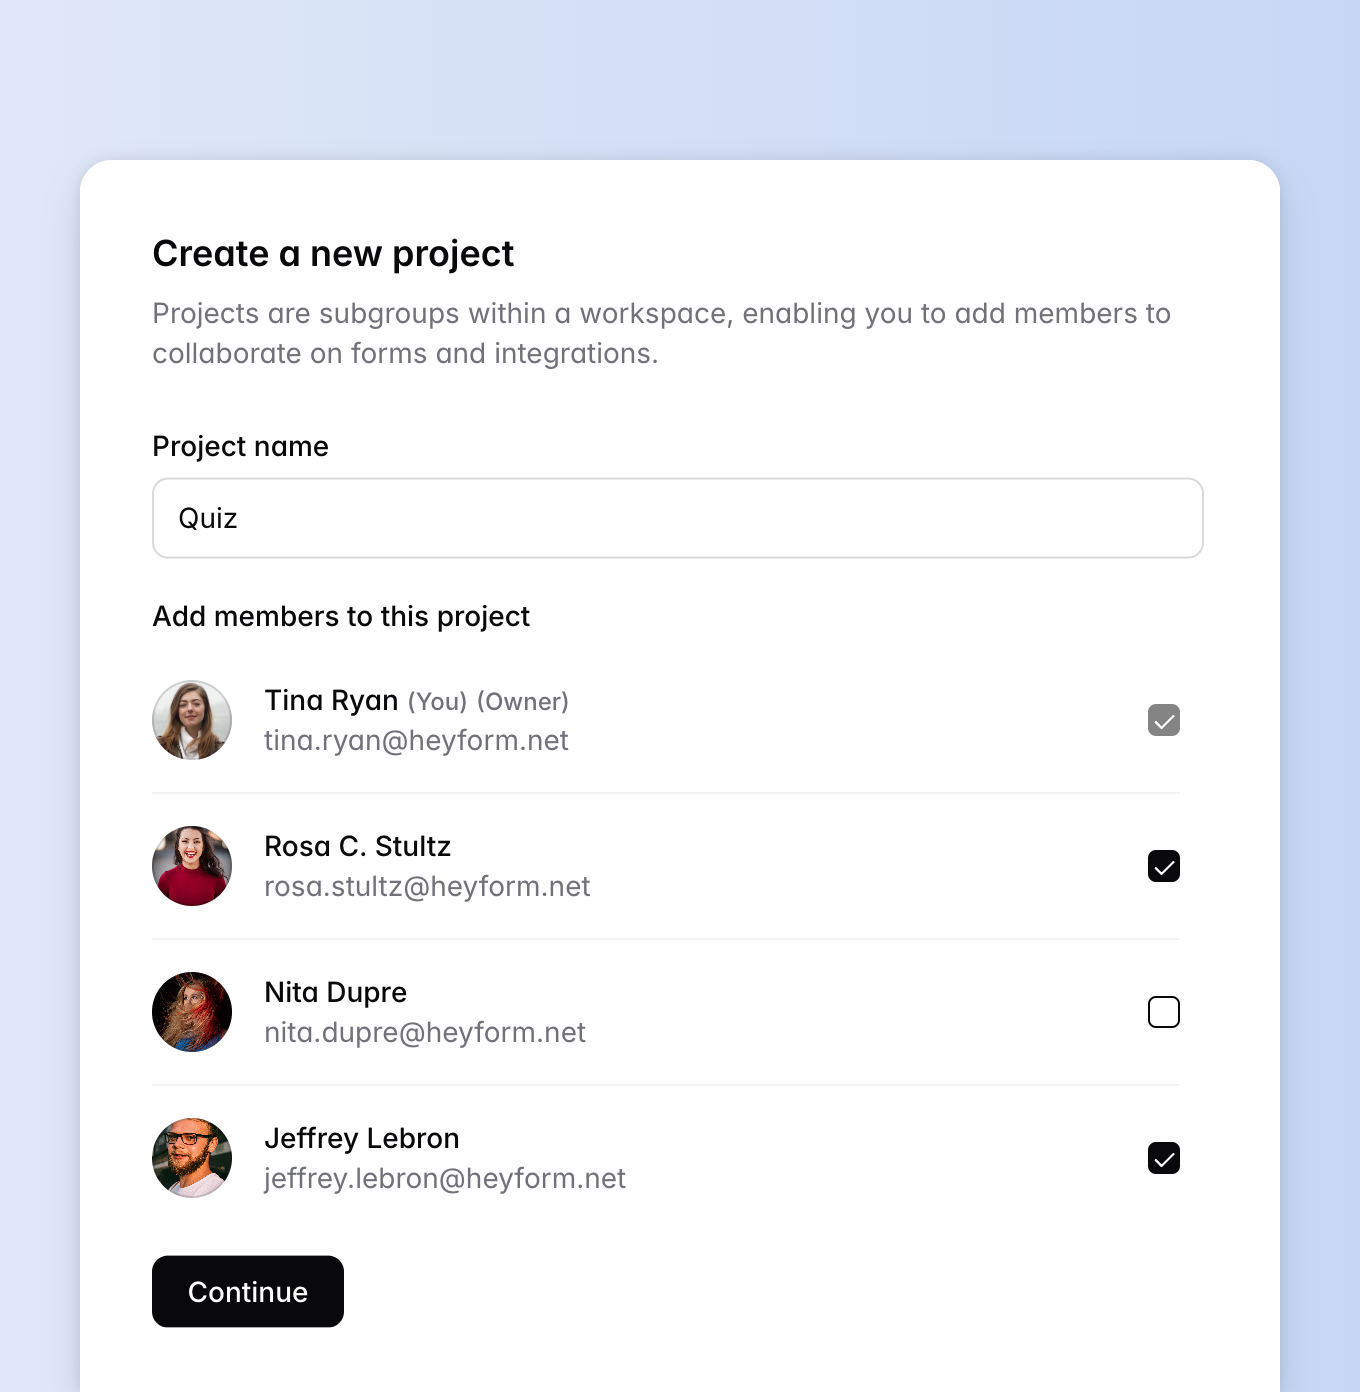 Create a new project
Projects are subgroups within a workspace, enabling you to add members to
collaborate on forms and integrations.
Project name
Quiz
Add members to this project
Tina Ryan (You) (Owner)
tina.ryan@heyform.net
Rosa C. Stultz
rosa.stultz@heyform.net
Nita Dupre
nita.dupre@heyform.net
Jeffrey Lebron
jeffrey.lebron@heyform.net
Continue